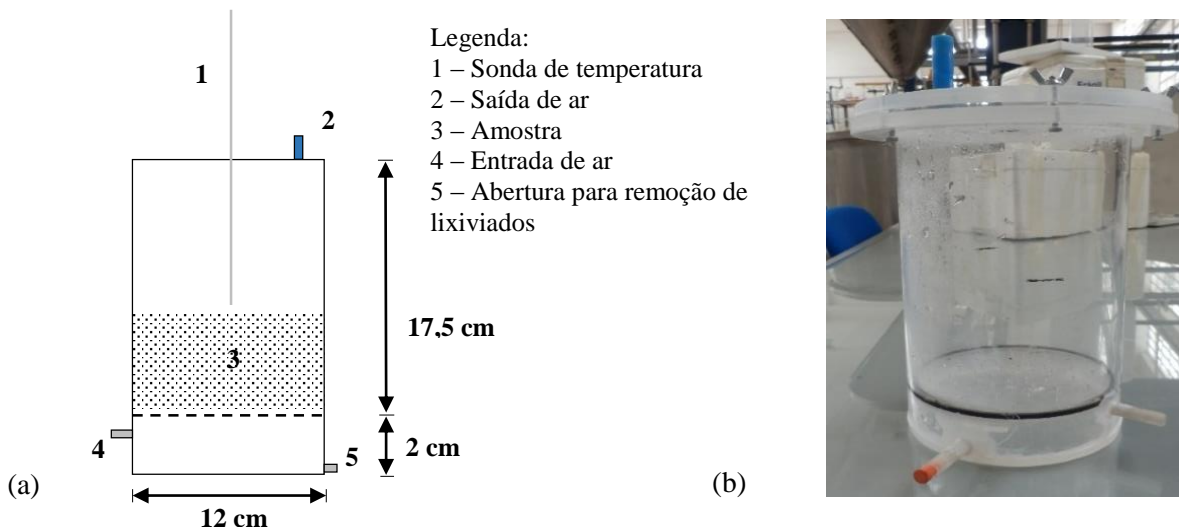 Legenda:
1 – Sonda de temperatura
2 – Saída de ar
3 – Amostra
4 – Entrada de ar
5 – Abertura para remoção de
lixiviados
1
2
3
17,5 cm
4
2 cm
5
12 cm
(a)
(b)